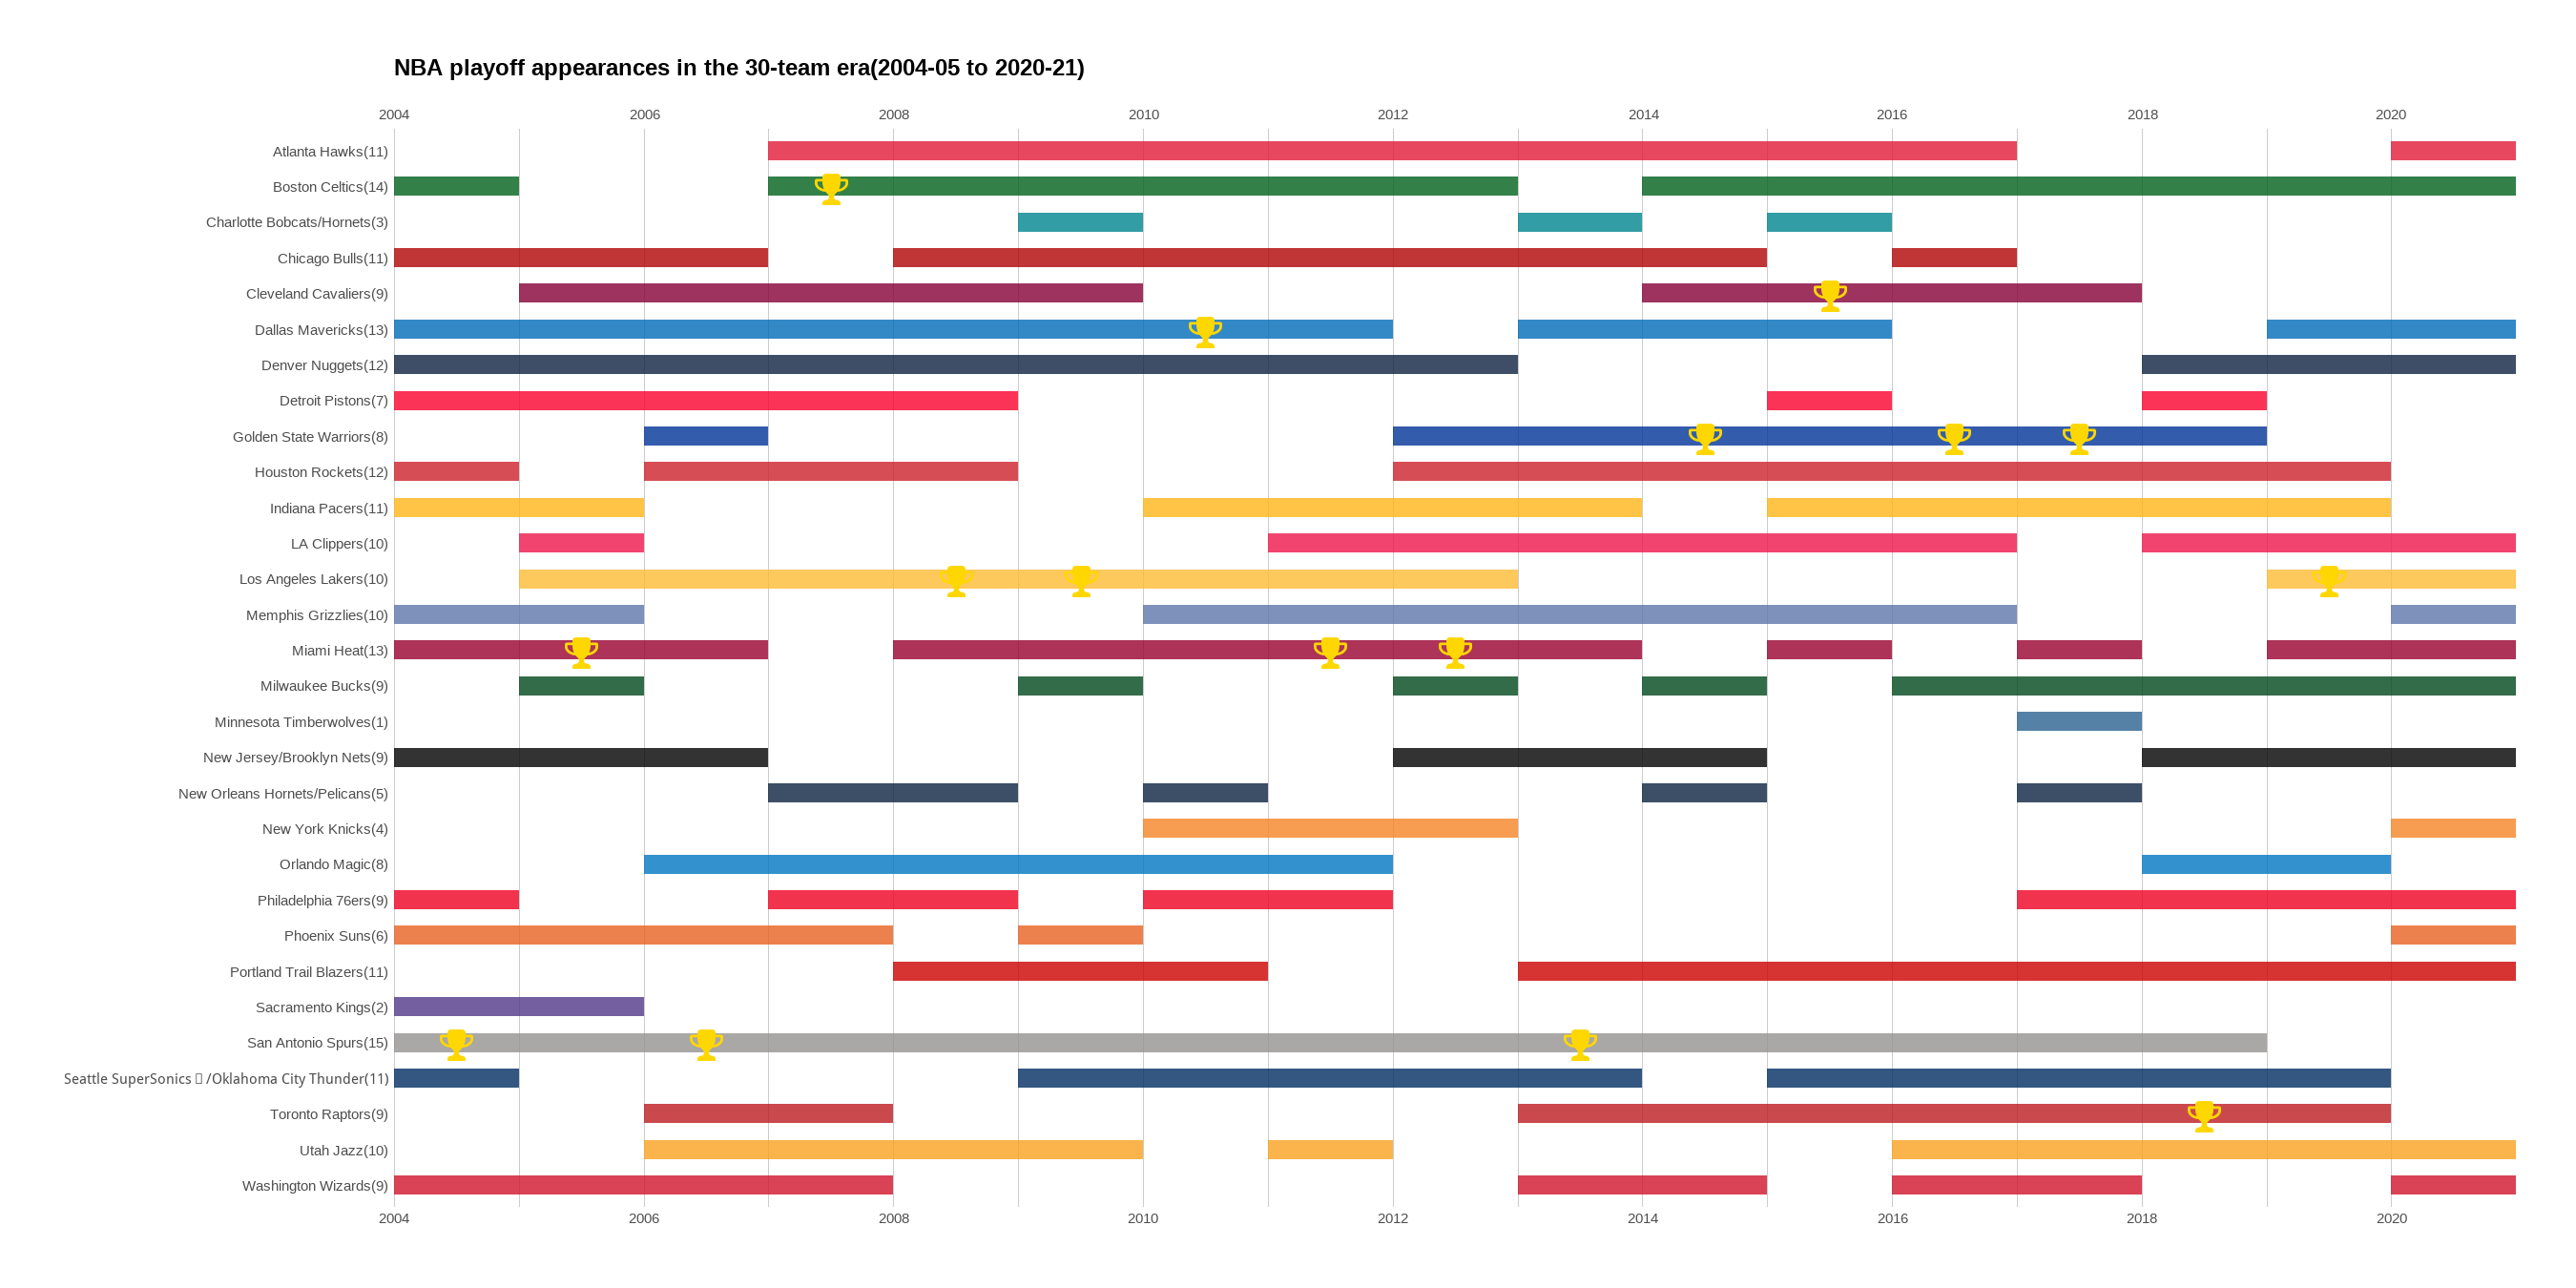 NBA playoff appearances in the 30-team era(2004-05 to 2020-21)
2004 2006 2008 2010 2012 2014 2016 2018 2020
Atlanta Hawks(11)
Boston Celtics(14)
Charlotte Bobcats/Hornets(3)
Chicago Bulls(11)
Cleveland Cavaliers(9)
Dallas Mavericks(13)
Denver Nuggets(12)
Detroit Pistons(7)
Golden State Warriors(8)
Houston Rockets(12)
Indiana Pacers(11)
LA Clippers(10)
Los Angeles Lakers(10)
Memphis Grizzlies(10)
Miami Heat(13)
Milwaukee Bucks(9)
Minnesota Timberwolves(1)
New Jersey/Brooklyn Nets(9)
New Orleans Hornets/Pelicans(5)
New York Knicks(4)
Orlando Magic(8)
Philadelphia 76ers(9)
Phoenix Suns(6)
Portland Trail Blazers(11)
Sacramento Kings(2)
San Antonio Spurs(15)
Seattle SuperSonics /Oklahoma City Thunder(11)
Toronto Raptors(9)
Utah Jazz(10)
Washington Wizards(9)
2004 2006 2008 2010 2012 2014 2016 2018 2020